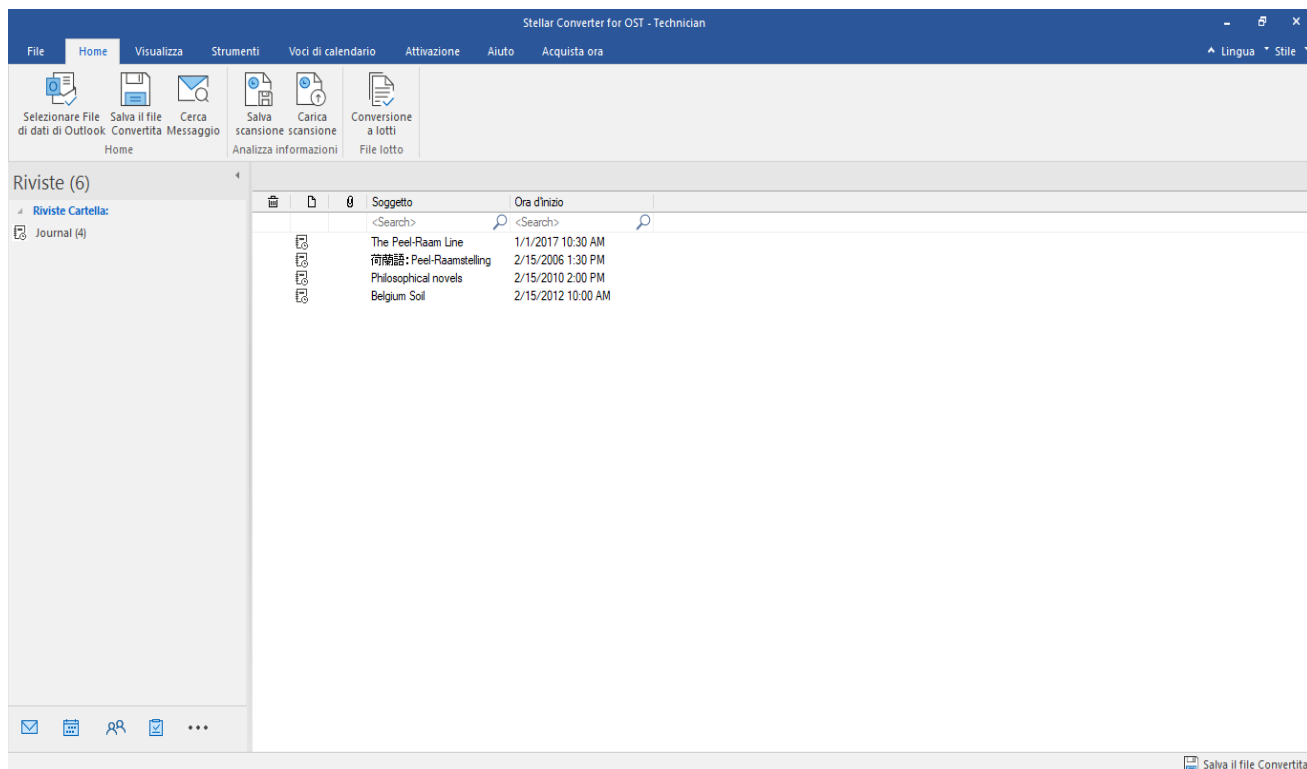 Stellar Converter for OST - Technician
File Home Visualizza Strumenti Voci di calendario Attivazione Aiuto Acquista ora Lingua Stile
Selezionare File Salva il file Cerca Salva Carica Conversione
di dati di Outlook Convertita Messaggio scansione scansione a lotti
Home Analizza informazioni File lotto
Riviste (6)
Riviste Cartella:
Journal (4)
Soggetto Ora d'inizio
<Search> <Search>
The Peel-Raam Line 1/1/2017 10:30 AM
荷蘭語: Peel-Raamstelling 2/15/2006 1:30 PM
Philosophical novels 2/15/2010 2:00 PM
Belgium Soil 2/15/2012 10:00 AM
Salva il file Convertita